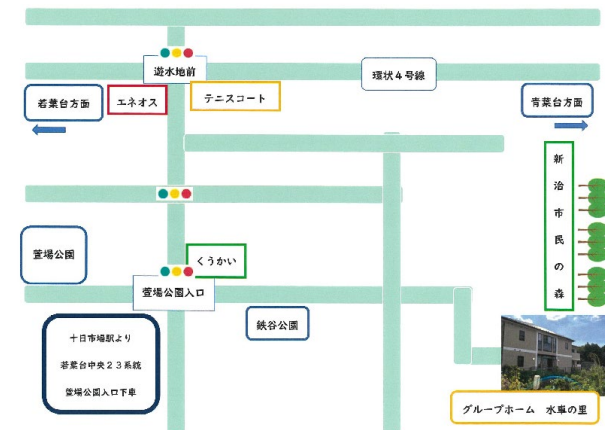 遊水地前
環状4号線
若葉台方面
エネオス
テニスコート
青葉台方面
新治市民の森
くうかい
萱場公園
萱場公園入口
鉄谷公園
十日市場駅より
若葉台中央23系統
萱場公園入口下車
グループホーム 水車の里